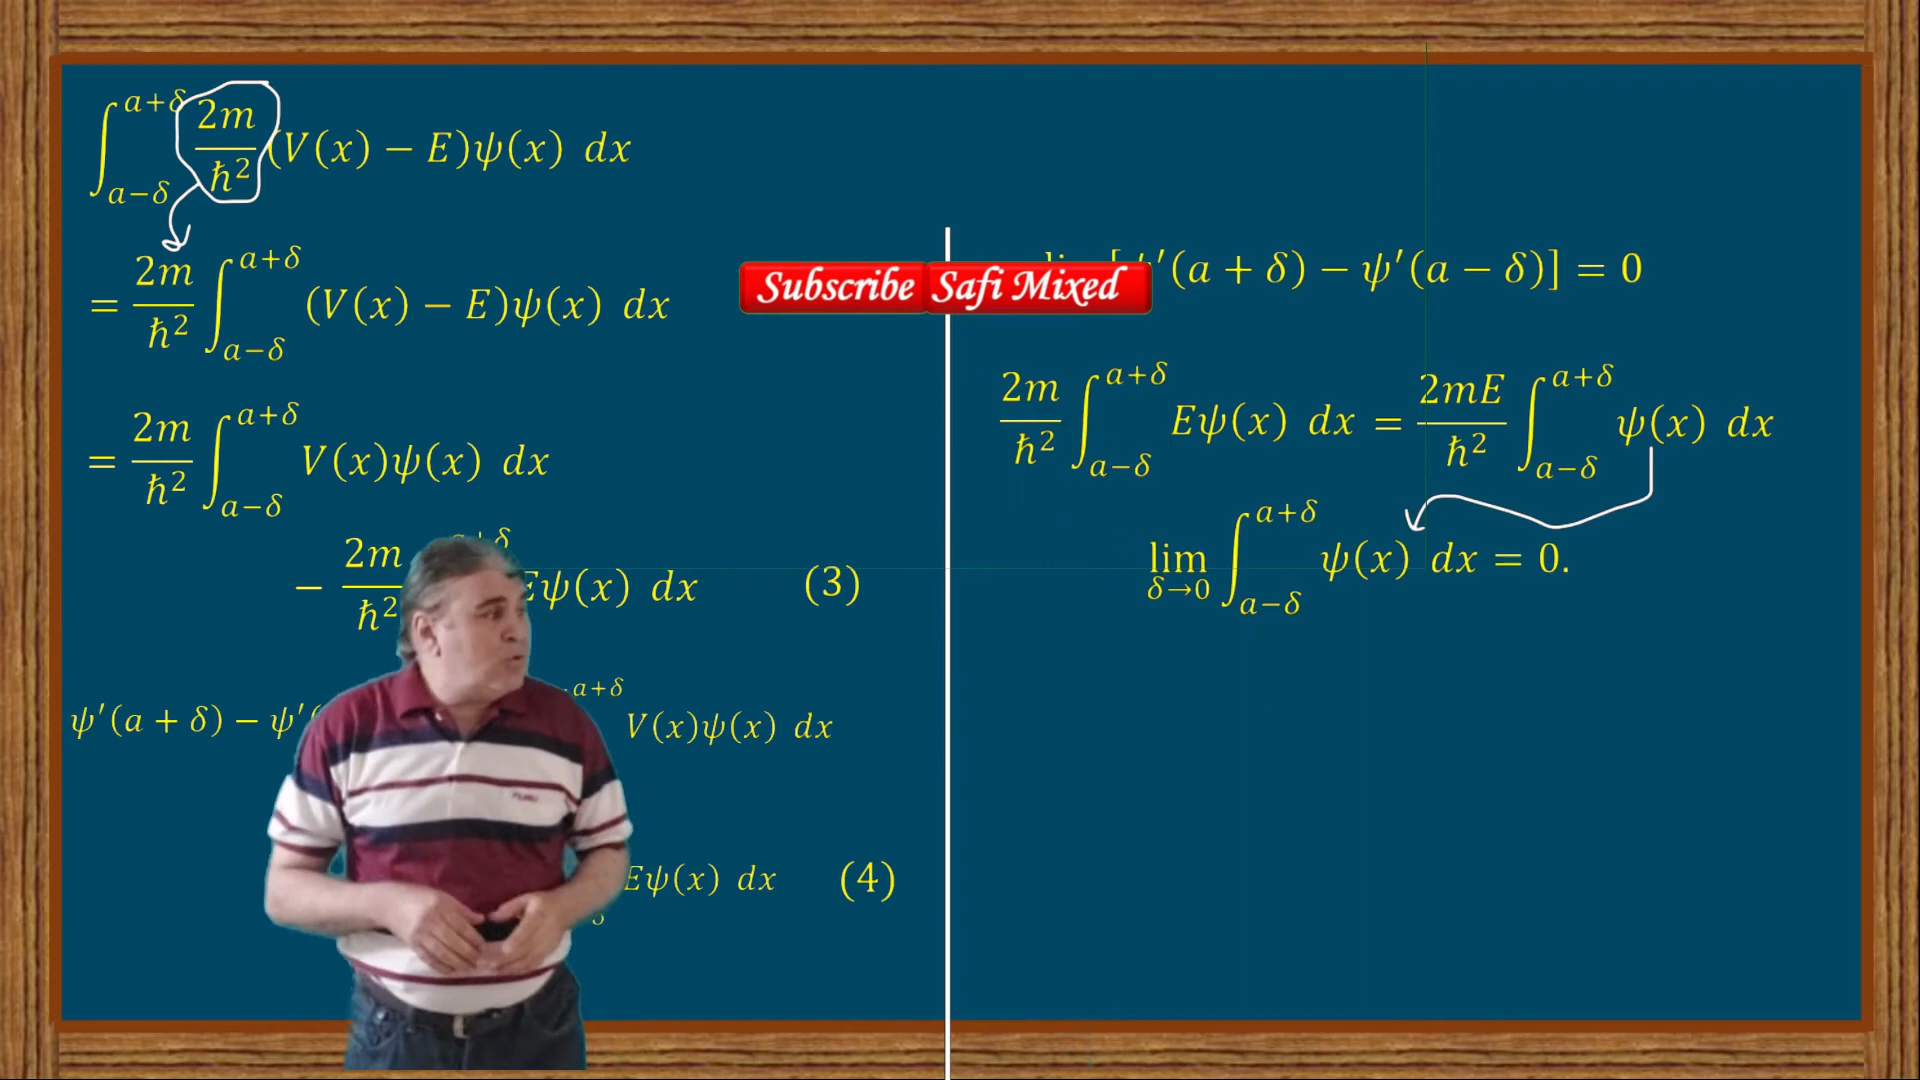 ∫_{a−δ}^{a+δ} 2m/ħ² (V(x) − E)ψ(x) dx
= 2m/ħ² ∫_{a−δ}^{a+δ} (V(x) − E)ψ(x) dx
= 2m/ħ² ∫_{a−δ}^{a+δ} V(x)ψ(x) dx
− 2m/ħ² Eψ(x) dx (3)
ψ′(a + δ) − ψ′( a+δ V(x)ψ(x) dx
Eψ(x) dx (4)
Subscribe Safi Mixed
′(a + δ) − ψ′(a − δ)] = 0
2m/ħ² ∫_{a−δ}^{a+δ} Eψ(x) dx = 2mE/ħ² ∫_{a−δ}^{a+δ} ψ(x) dx
lim_{δ→0} ∫_{a−δ}^{a+δ} ψ(x) dx = 0.